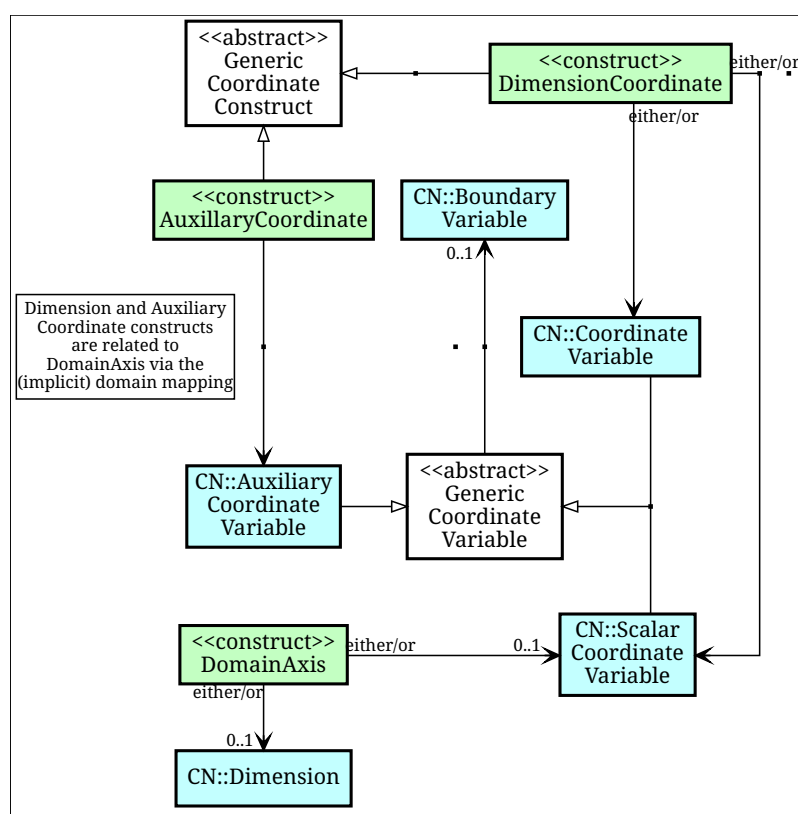 <<abstract>>
Generic
Coordinate
Construct
<<construct>>
DimensionCoordinate
either/or
either/or
<<construct>>
AuxillaryCoordinate
CN::Boundary
Variable
0..1
Dimension and Auxiliary
Coordinate constructs
are related to
DomainAxis via the
(implicit) domain mapping
CN::Coordinate
Variable
CN::Auxiliary
Coordinate
Variable
<<abstract>>
Generic
Coordinate
Variable
<<construct>>
DomainAxis
either/or
0..1
CN::Scalar
Coordinate
Variable
either/or
0..1
CN::Dimension